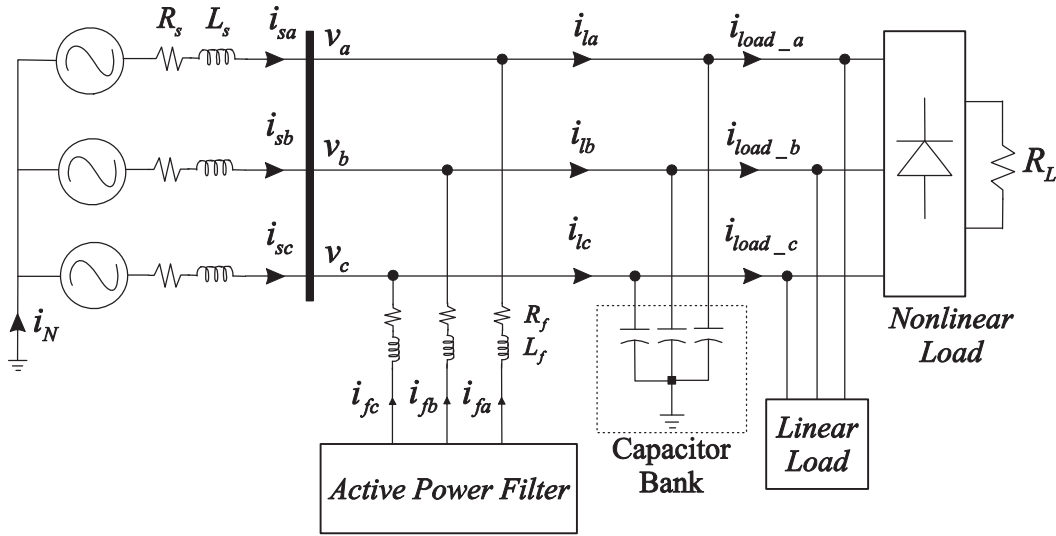 R_s L_s i_sa v_a i_la i_load_a
i_sb v_b i_lb i_load_b
R_L
i_sc v_c i_lc i_load_c
i_N
R_f
L_f
Nonlinear
Load
i_fc i_fb i_fa
Capacitor
Bank
Linear
Load
Active Power Filter